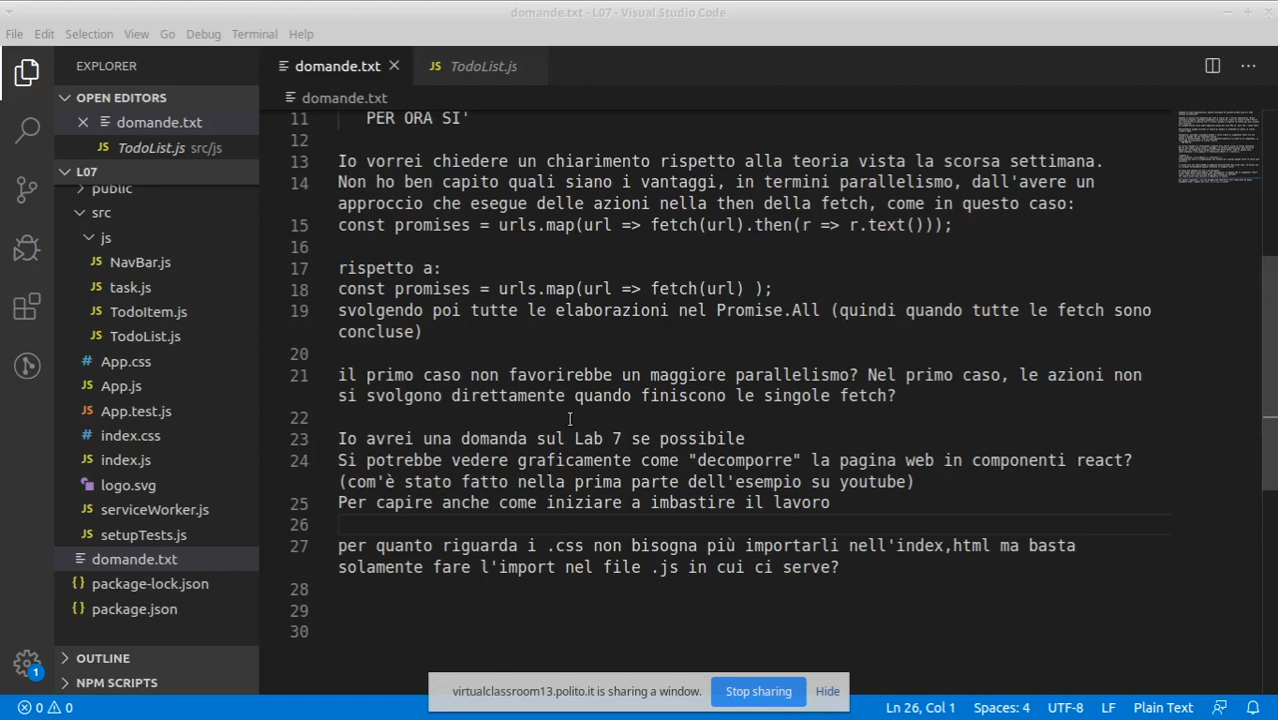 domande.txt - L07 - Visual Studio Code
File Edit Selection View Go Debug Terminal Help
EXPLORER
OPEN EDITORS
domande.txt
TodoList.js src/js
L07
public
src
js
NavBar.js
task.js
TodoItem.js
TodoList.js
App.css
App.js
App.test.js
index.css
index.js
logo.svg
serviceWorker.js
setupTests.js
domande.txt
package-lock.json
package.json
OUTLINE
NPM SCRIPTS
domande.txt TodoList.js
domande.txt
11 PER ORA SI'
12
13 Io vorrei chiedere un chiarimento rispetto alla teoria vista la scorsa settimana.
14 Non ho ben capito quali siano i vantaggi, in termini parallelismo, dall'avere un
approccio che esegue delle azioni nella then della fetch, come in questo caso:
15 const promises = urls.map(url => fetch(url).then(r => r.text()));
16
17 rispetto a:
18 const promises = urls.map(url => fetch(url) );
19 svolgendo poi tutte le elaborazioni nel Promise.All (quindi quando tutte le fetch sono
concluse)
20
21 il primo caso non favorirebbe un maggiore parallelismo? Nel primo caso, le azioni non
si svolgono direttamente quando finiscono le singole fetch?
22
23 Io avrei una domanda sul Lab 7 se possibile
24 Si potrebbe vedere graficamente come "decomporre" la pagina web in componenti react?
(com'è stato fatto nella prima parte dell'esempio su youtube)
25 Per capire anche come iniziare a imbastire il lavoro
26
27 per quanto riguarda i .css non bisogna più importarli nell'index,html ma basta
solamente fare l'import nel file .js in cui ci serve?
28
29
30
virtualclassroom13.polito.it is sharing a window. Stop sharing Hide
1
0 0 Ln 26, Col 1 Spaces: 4 UTF-8 LF Plain Text